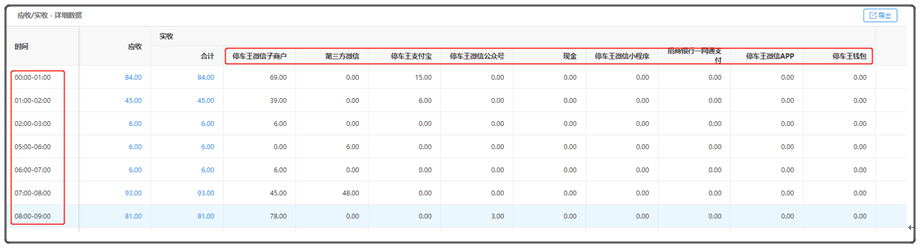 应收/实收 - 详细数据 导出
时间 应收 实收
合计 停车王微信子商户 第三方微信 停车王支付宝 停车王微信公众号 现金 停车王微信小程序 招商银行一网通支付 停车王微信APP 停车王钱包
00:00-01:00 84.00 84.00 69.00 0.00 15.00 0.00 0.00 0.00 0.00 0.00 0.00
01:00-02:00 45.00 45.00 39.00 0.00 6.00 0.00 0.00 0.00 0.00 0.00 0.00
02:00-03:00 6.00 6.00 6.00 0.00 0.00 0.00 0.00 0.00 0.00 0.00 0.00
05:00-06:00 6.00 6.00 0.00 6.00 0.00 0.00 0.00 0.00 0.00 0.00 0.00
06:00-07:00 6.00 6.00 6.00 0.00 0.00 0.00 0.00 0.00 0.00 0.00 0.00
07:00-08:00 93.00 93.00 45.00 48.00 0.00 0.00 0.00 0.00 0.00 0.00 0.00
08:00-09:00 81.00 81.00 78.00 0.00 0.00 3.00 0.00 0.00 0.00 0.00 0.00